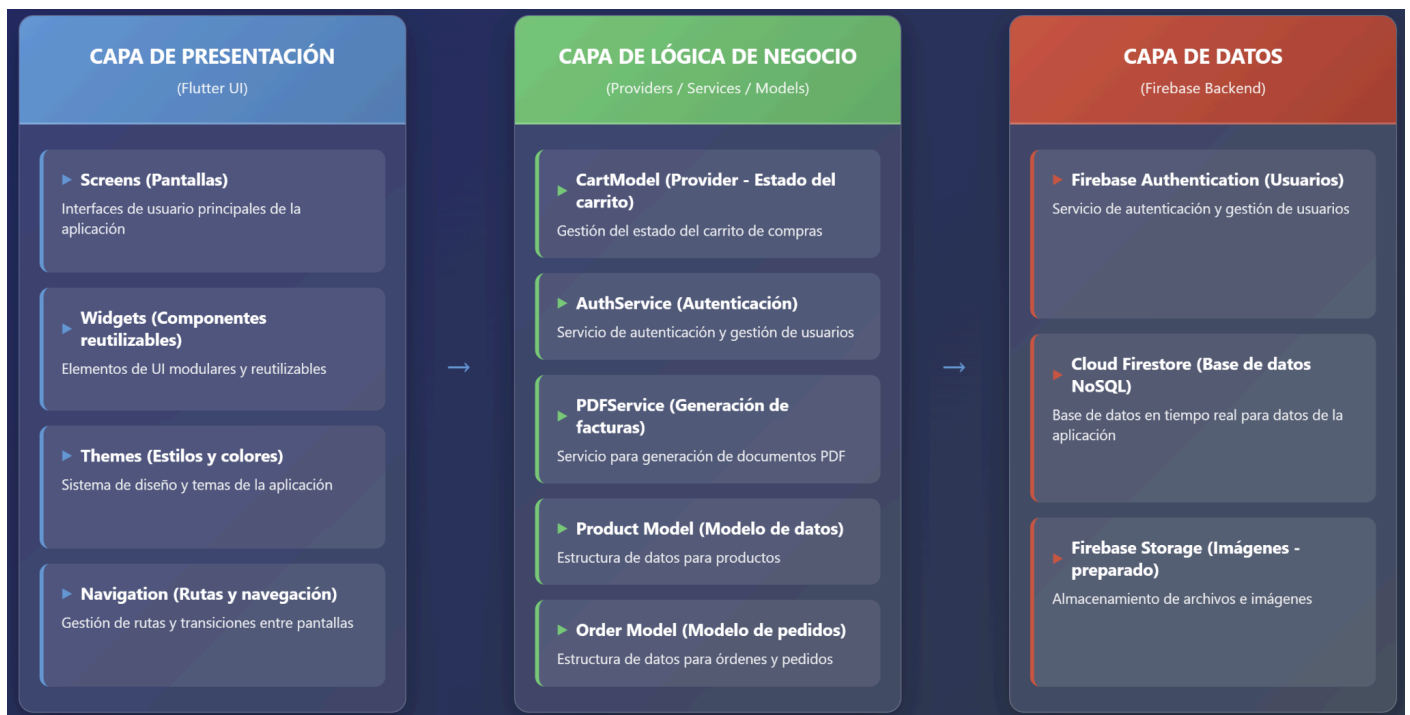 CAPA DE PRESENTACIÓN
(Flutter UI)
Screens (Pantallas)
Interfaces de usuario principales de la
aplicación
Widgets (Componentes
reutilizables)
Elementos de UI modulares y reutilizables
Themes (Estilos y colores)
Sistema de diseño y temas de la aplicación
Navigation (Rutas y navegación)
Gestión de rutas y transiciones entre pantallas
CAPA DE LÓGICA DE NEGOCIO
(Providers / Services / Models)
CartModel (Provider - Estado del
carrito)
Gestión del estado del carrito de compras
AuthService (Autenticación)
Servicio de autenticación y gestión de usuarios
PDFService (Generación de
facturas)
Servicio para generación de documentos PDF
Product Model (Modelo de datos)
Estructura de datos para productos
Order Model (Modelo de pedidos)
Estructura de datos para órdenes y pedidos
CAPA DE DATOS
(Firebase Backend)
Firebase Authentication (Usuarios)
Servicio de autenticación y gestión de usuarios
Cloud Firestore (Base de datos
NoSQL)
Base de datos en tiempo real para datos de la
aplicación
Firebase Storage (Imágenes -
preparado)
Almacenamiento de archivos e imágenes